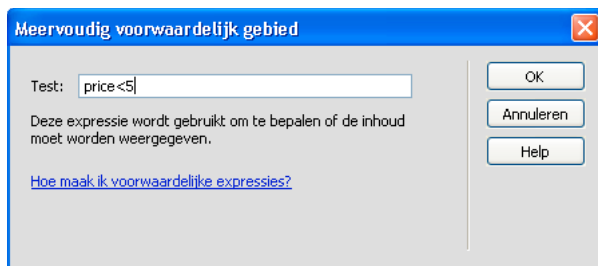 Meervoudig voorwaardelijk gebied
Test: price<5
OK
Deze expressie wordt gebruikt om te bepalen of de inhoud
moet worden weergegeven.
Annuleren
Help
Hoe maak ik voorwaardelijke expressies?